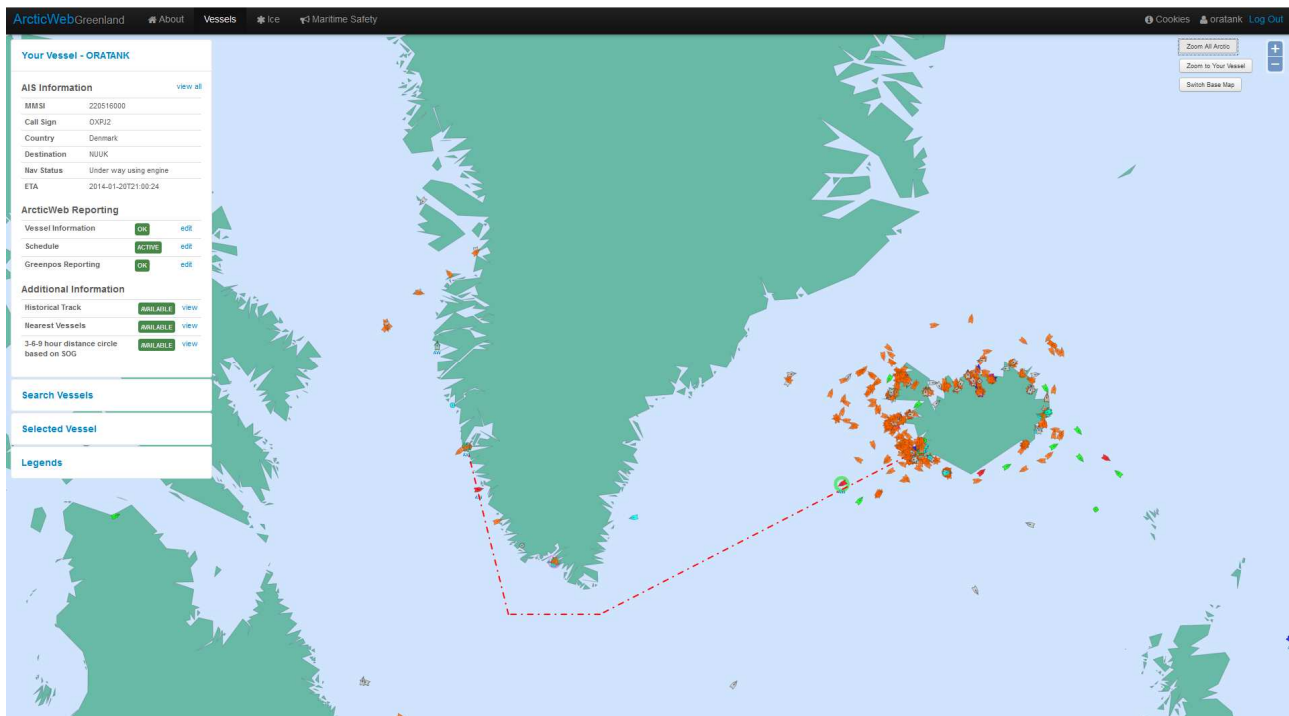 ArcticWebGreenland About Vessels Ice Maritime Safety Cookies oratank Log Out
Your Vessel - ORATANK
AIS Information view all
MMSI 220516000
Call Sign OXPJ2
Country Denmark
Destination NUUK
Nav Status Under way using engine
ETA 2014-01-20T21:00:24
ArcticWeb Reporting
Vessel Information OK edit
Schedule ACTIVE edit
Greenpos Reporting OK edit
Additional Information
Historical Track AVAILABLE view
Nearest Vessels AVAILABLE view
3-6-9 hour distance circle AVAILABLE view
based on SOG
Search Vessels
Selected Vessel
Legends
Zoom All Arctic
Zoom to Your Vessel
Switch Base Map
+
−